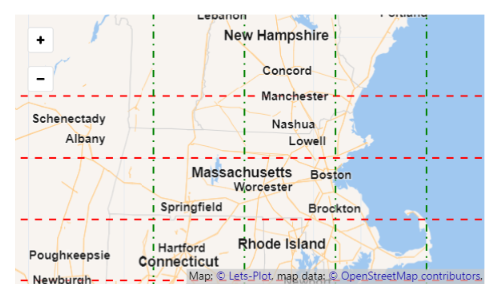 Lebanon
Portland
+
New Hampshire
Concord
−
Manchester
Schenectady
Nashua
Albany
Lowell
Massachusetts
Boston
Worcester
Springfield
Brockton
Hartford
Rhode Island
Poughkeepsie
Connecticut
Newburgh
Map: © Lets-Plot, map data: © OpenStreetMap contributors.